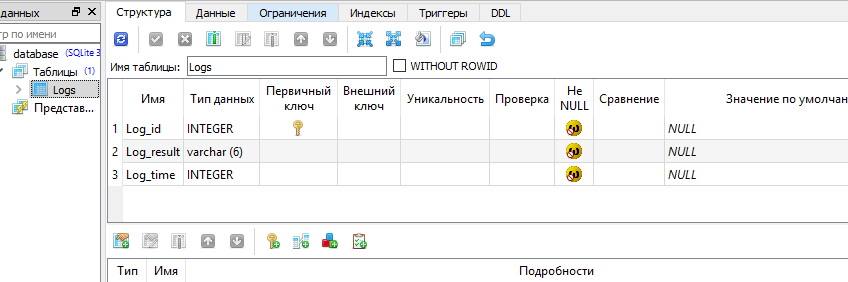 данных
Структура Данные Ограничения Индексы Триггеры DDL
тр по имени
database (SQLite 3
Таблицы (1)
Logs
Представ...
Имя таблицы: Logs WITHOUT ROWID
Имя Тип данных Первичный ключ Внешний ключ Уникальность Проверка Не NULL Сравнение Значение по умолчан
1 Log_id INTEGER NULL
2 Log_result varchar (6) NULL
3 Log_time INTEGER NULL
Тип Имя Подробности